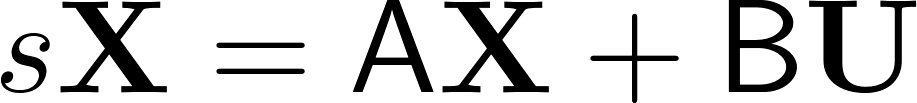 sX = AX + BU